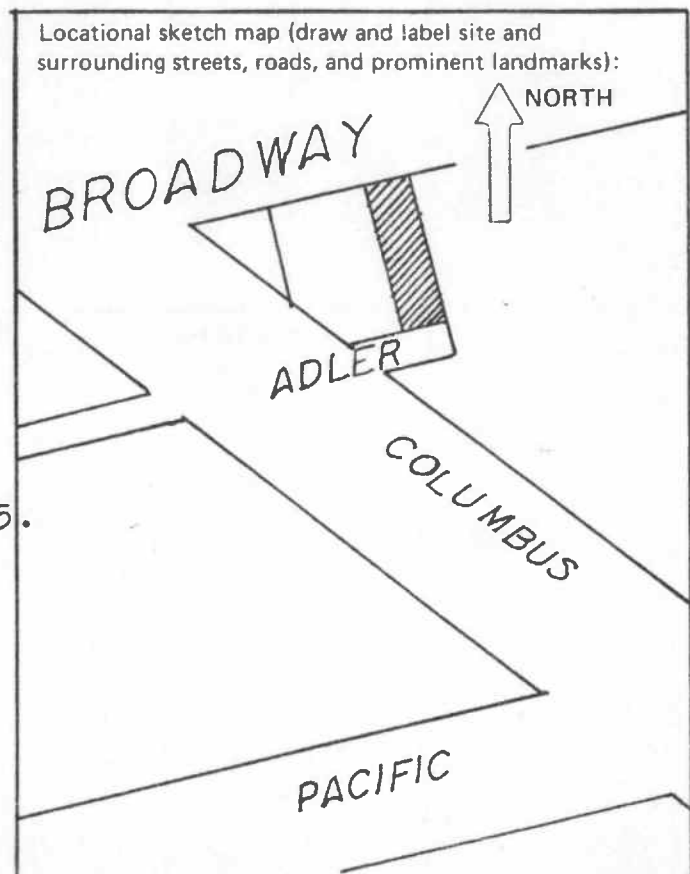 Locational sketch map (draw and label site and
surrounding streets, roads, and prominent landmarks):
NORTH
BROADWAY
ADLER
COLUMBUS
5.
PACIFIC